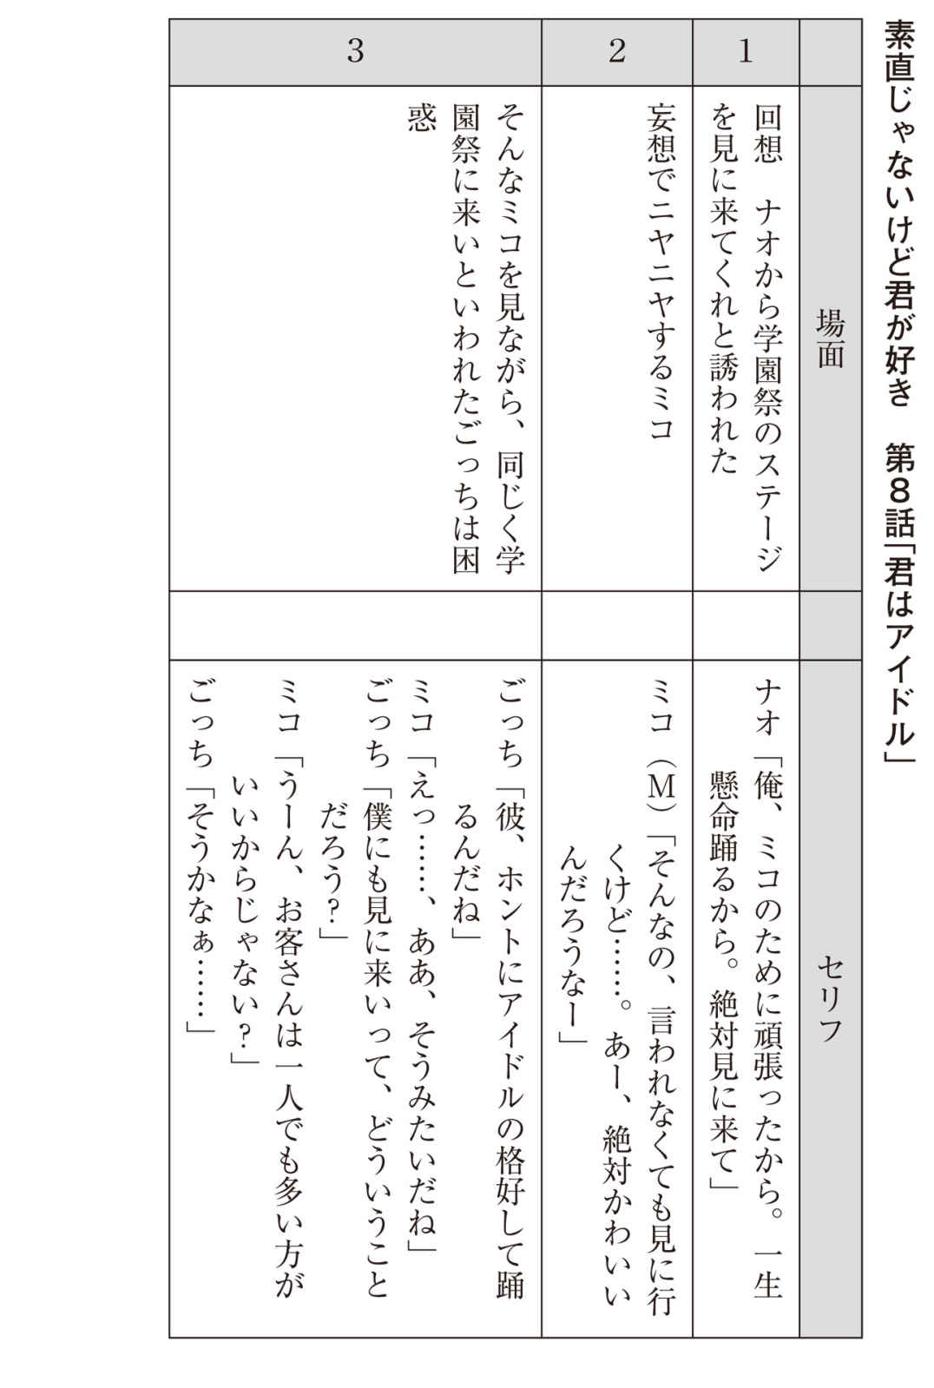 素直じゃないけど君が好き　第8話「君はアイドル」
場面
セリフ
1
回想　ナオから学園祭のステージ
を見に来てくれと誘われた
ナオ「俺、ミコのために頑張ったから。一生
懸命踊るから。絶対見に来て」
2
妄想でニヤニヤするミコ
ミコ（M）「そんなの、言われなくても見に行
くけど……。あー、絶対かわいい
んだろうなー」
3
そんなミコを見ながら、同じく学
園祭に来いといわれたごっちは困
惑
ごっち「彼、ホントにアイドルの格好して踊
るんだね」
ミコ「えっ……、ああ、そうみたいだね」
ごっち「僕にも見に来いって、どういうこと
だろう?」
ミコ「うーん、お客さんは一人でも多い方が
いいからじゃない?」
ごっち「そうかなぁ……」